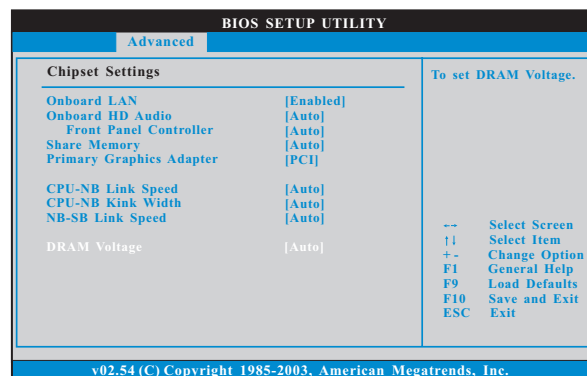 BIOS SETUP UTILITY
Advanced
Chipset Settings
Onboard LAN [Enabled]
Onboard HD Audio [Auto]
Front Panel Controller [Auto]
Share Memory [Auto]
Primary Graphics Adapter [PCI]
CPU-NB Link Speed [Auto]
CPU-NB Kink Width [Auto]
NB-SB Link Speed [Auto]
DRAM Voltage [Auto]
To set DRAM Voltage.
←→ Select Screen
↑↓ Select Item
+ - Change Option
F1 General Help
F9 Load Defaults
F10 Save and Exit
ESC Exit
v02.54 (C) Copyright 1985-2003, American Megatrends, Inc.